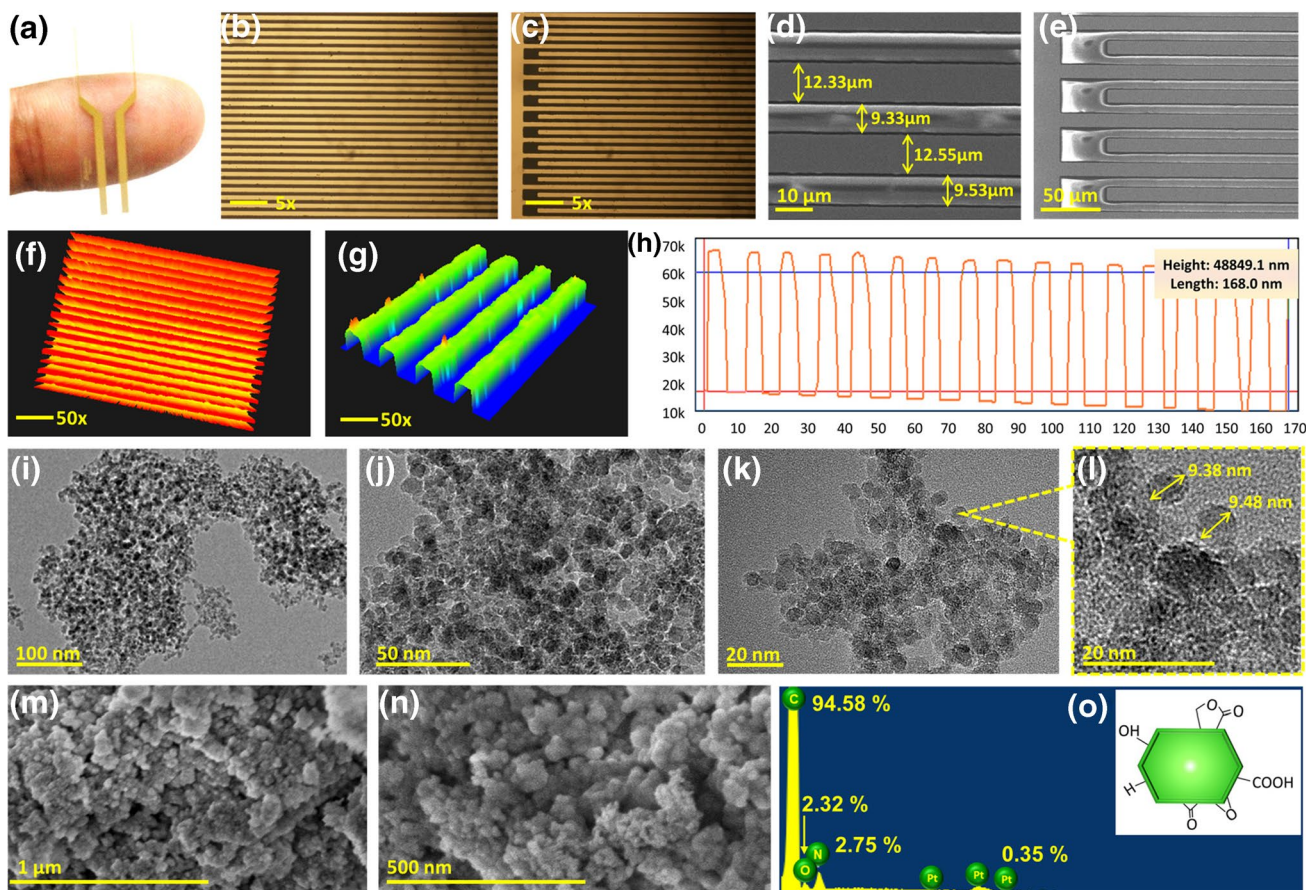 (a)
(b)
5x
(c)
5x
(d)
12.33µm
9.33µm
12.55µm
9.53µm
10 µm
(e)
50 µm
(f)
50x
(g)
50x
(h)
70k
60k
50k
40k
30k
20k
10k
0 10 20 30 40 50 60 70 80 90 100 110 120 130 140 150 160 170
Height: 48849.1 nm
Length: 168.0 nm
(i)
100 nm
(j)
50 nm
(k)
20 nm
(l)
9.38 nm
9.48 nm
20 nm
(m)
1 µm
(n)
500 nm
(o)
C
94.58 %
2.32 %
O
N
2.75 %
Pt
Pt
Pt
0.35 %
O
O
OH
COOH
H
O
O